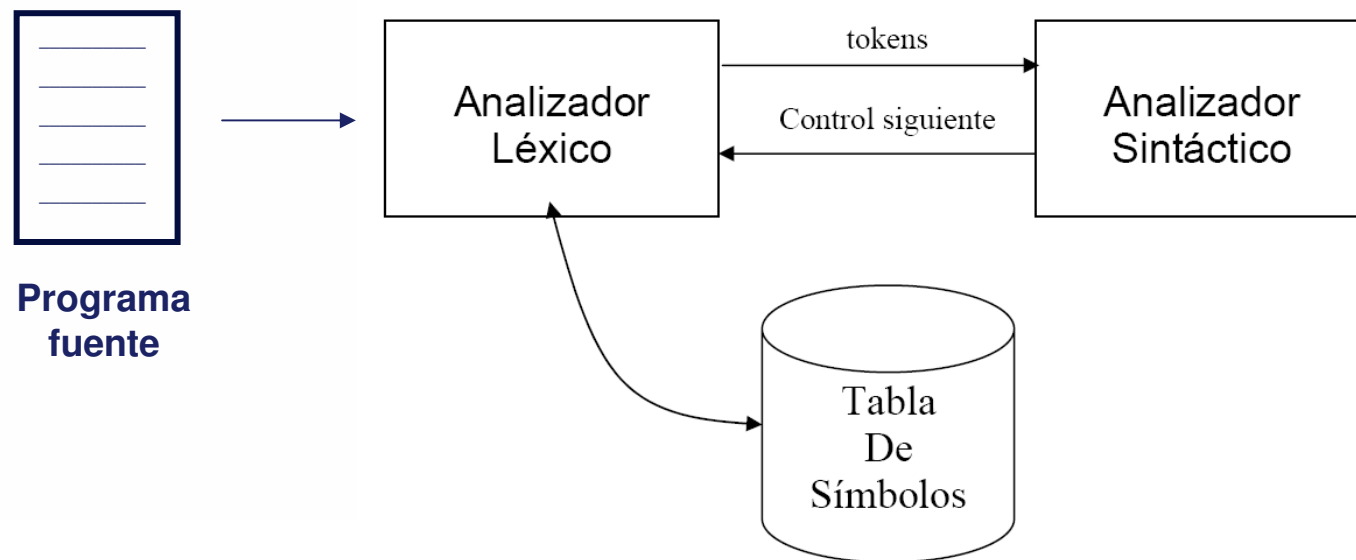 tokens
Analizador
Léxico
Control siguiente
Analizador
Sintáctico
Programa
fuente
Tabla
De
Símbolos